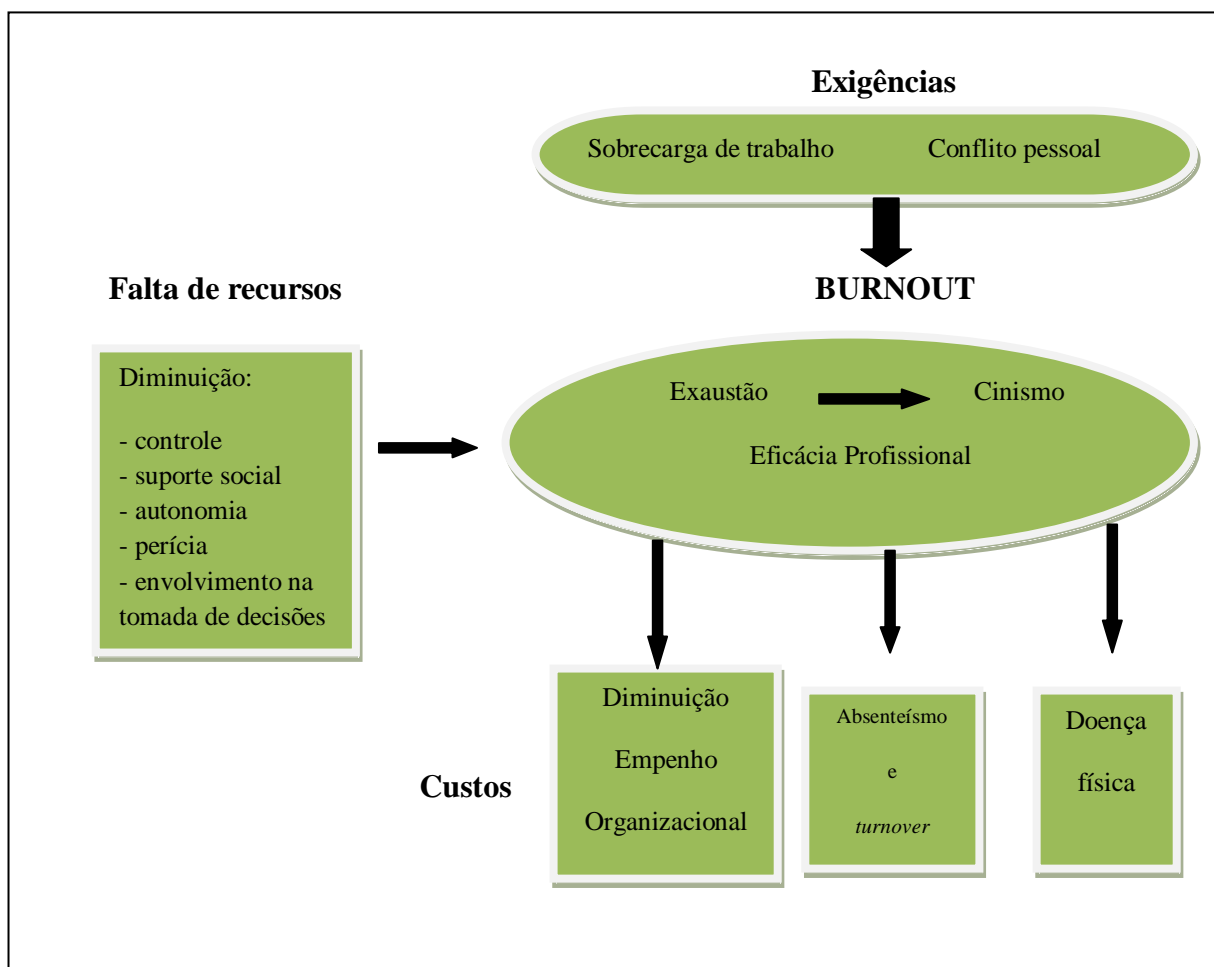 Exigências
Sobrecarga de trabalho Conflito pessoal
Falta de recursos
BURNOUT
Diminuição:
- controle
- suporte social
- autonomia
- perícia
- envolvimento na
tomada de decisões
Exaustão Cinismo
Eficácia Profissional
Custos
Diminuição
Empenho
Organizacional
Absenteísmo
e
turnover
Doença
física